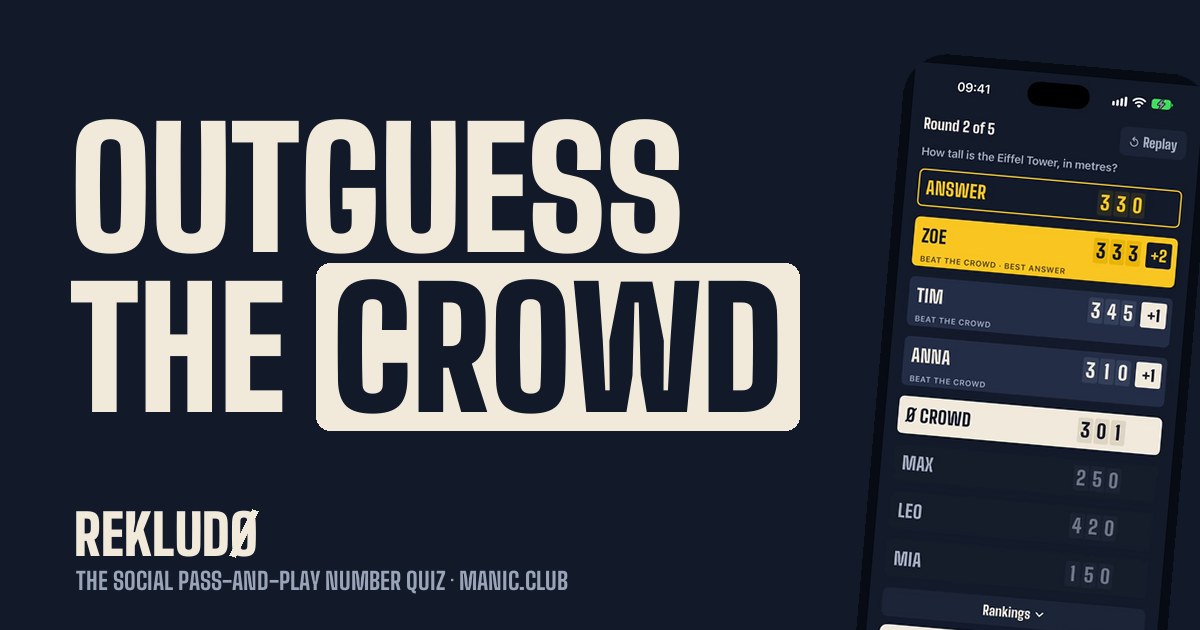 OUTGUESS
THE CROWD
REKLUDØ
THE SOCIAL PASS-AND-PLAY NUMBER QUIZ · MANIC.CLUB
09:41
Round 2 of 5
Replay
How tall is the Eiffel Tower, in metres?
ANSWER 330
ZOE 333 +2
BEAT THE CROWD · BEST ANSWER
TIM 345 +1
BEAT THE CROWD
ANNA 310 +1
BEAT THE CROWD
Ø CROWD 301
MAX 250
LEO 420
MIA 150
Rankings